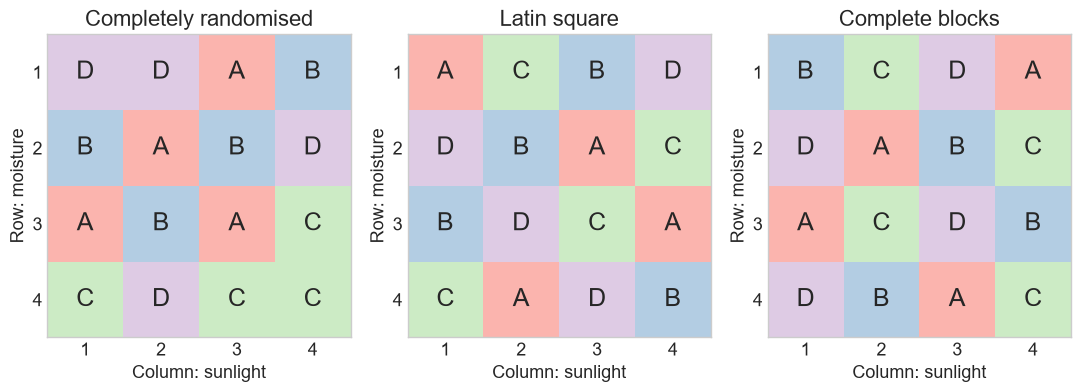 Completely randomised
Row: moisture
1 D D A B
2 B A B D
3 A B A C
4 C D C C
1 2 3 4
Column: sunlight
Latin square
Row: moisture
1 A C B D
2 D B A C
3 B D C A
4 C A D B
1 2 3 4
Column: sunlight
Complete blocks
Row: moisture
1 B C D A
2 D A B C
3 A C D B
4 D B A C
1 2 3 4
Column: sunlight